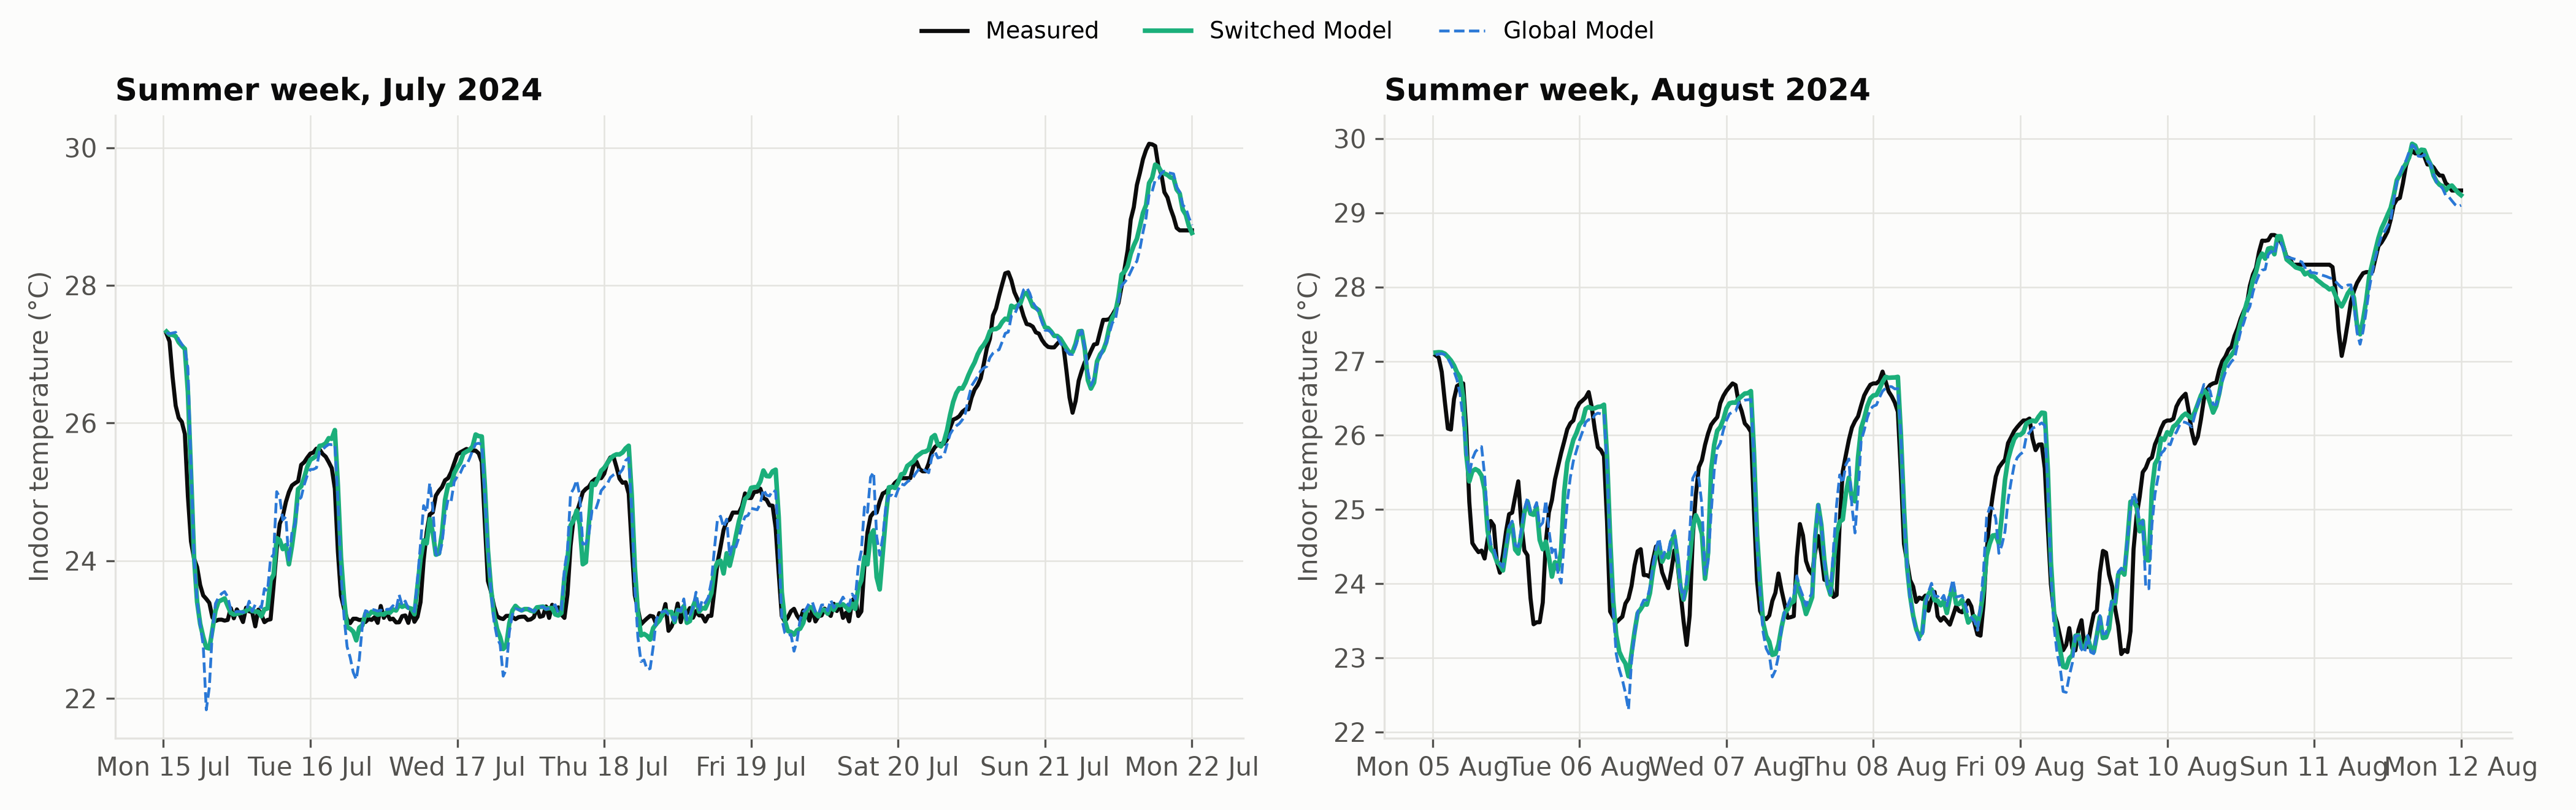 Measured Switched Model Global Model
Summer week, July 2024
Summer week, August 2024
Indoor temperature (°C)
30
28
26
24
22
Mon 15 Jul Tue 16 Jul Wed 17 Jul Thu 18 Jul Fri 19 Jul Sat 20 Jul Sun 21 Jul Mon 22 Jul
Indoor temperature (°C)
30
29
28
27
26
25
24
23
22
Mon 05 Aug Tue 06 Aug Wed 07 Aug Thu 08 Aug Fri 09 Aug Sat 10 Aug Sun 11 Aug Mon 12 Aug